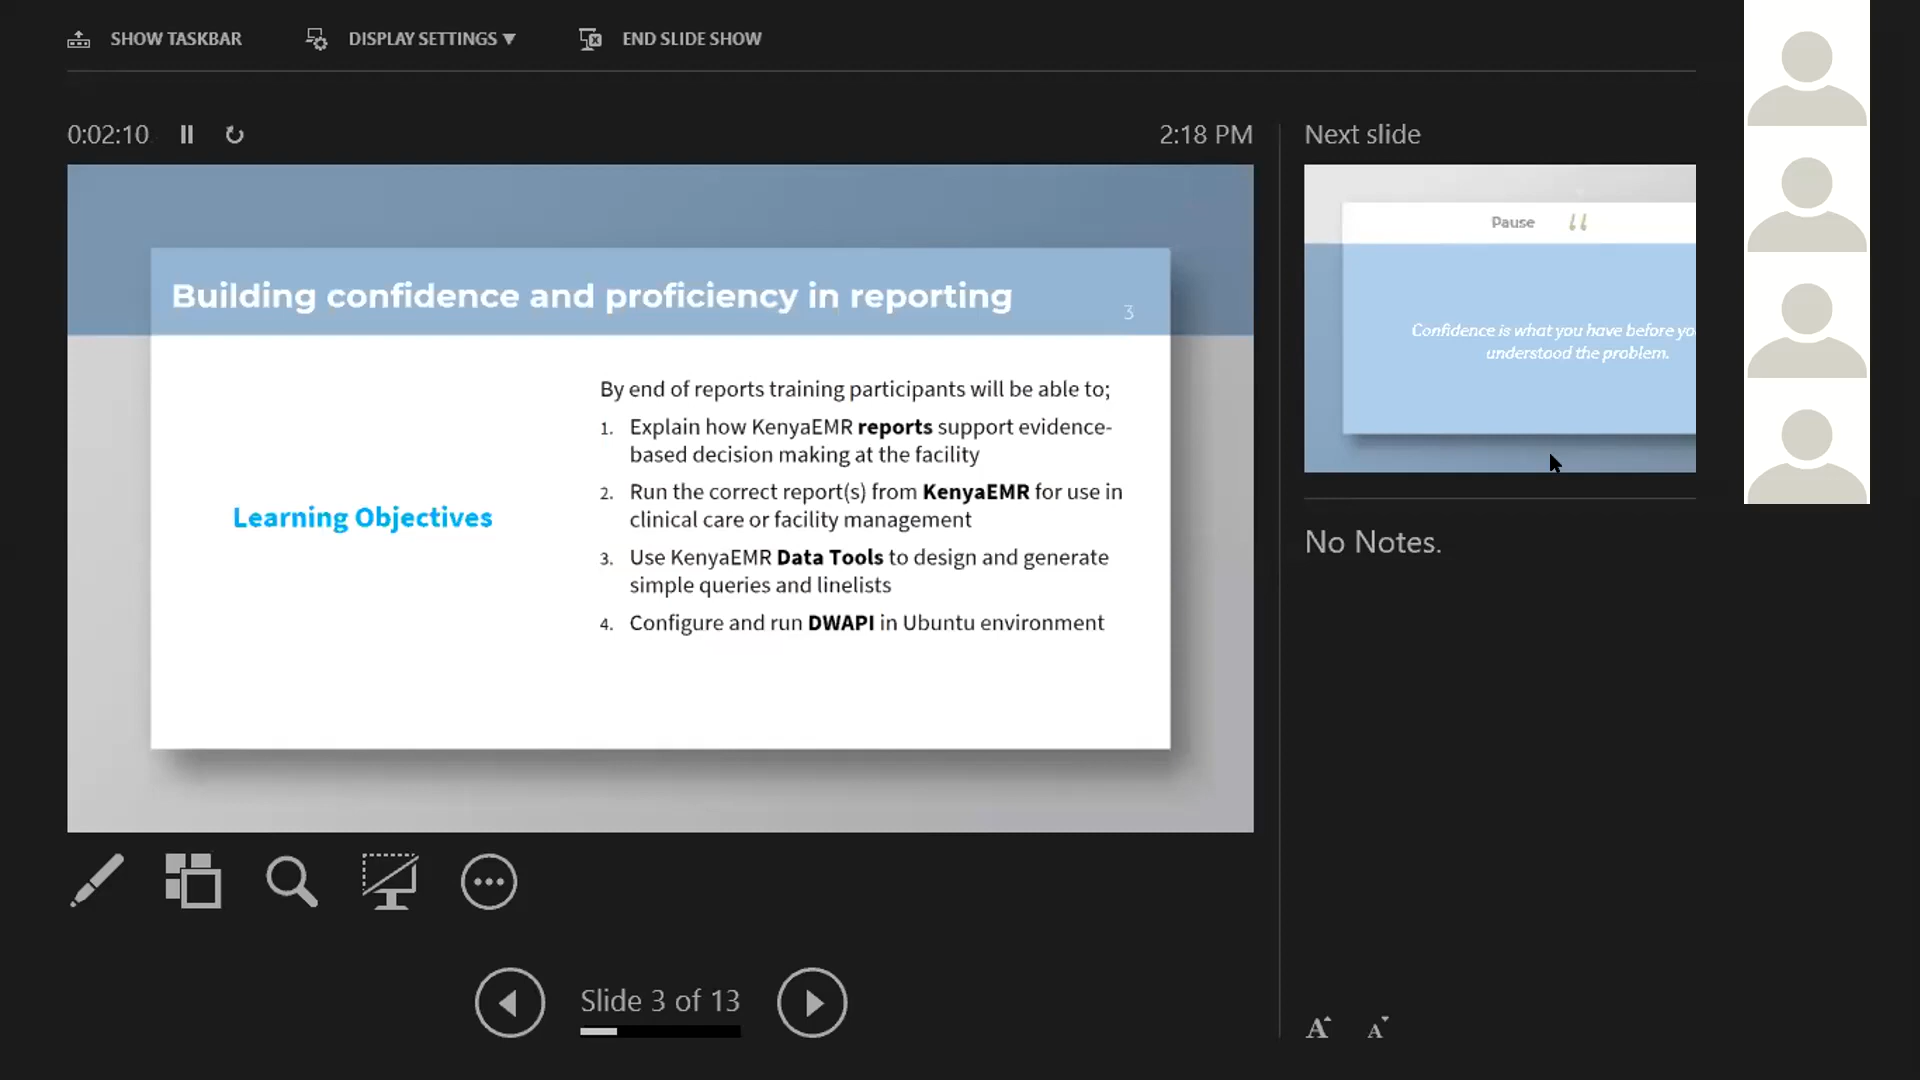 SHOW TASKBAR
DISPLAY SETTINGS
END SLIDE SHOW
0:02:10
2:18 PM
Building confidence and proficiency in reporting
3
Learning Objectives
By end of reports training participants will be able to;
1. Explain how KenyaEMR reports support evidence-
based decision making at the facility
2. Run the correct report(s) from KenyaEMR for use in
clinical care or facility management
3. Use KenyaEMR Data Tools to design and generate
simple queries and linelists
4. Configure and run DWAPI in Ubuntu environment
Slide 3 of 13
Next slide
Pause
Confidence is what you have before yo
understood the problem.
No Notes.
A A